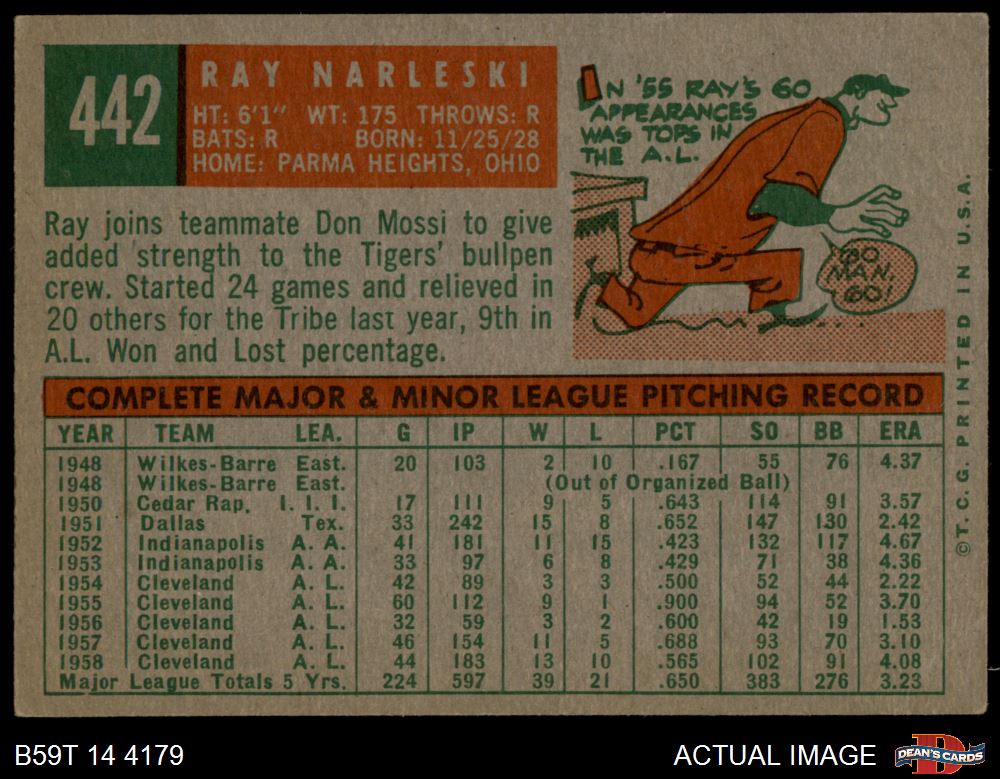 442
RAY NARLESKI
HT: 6'1" WT: 175 THROWS: R
BATS: R BORN: 11/25/28
HOME: PARMA HEIGHTS, OHIO
IN '55 RAY'S 60
APPEARANCES
WAS TOPS IN
THE A.L.
GO
MAN,
GO!
Ray joins teammate Don Mossi to give
added strength to the Tigers' bullpen
crew. Started 24 games and relieved in
20 others for the Tribe last year, 9th in
A.L. Won and Lost percentage.
COMPLETE MAJOR & MINOR LEAGUE PITCHING RECORD
YEAR TEAM LEA. G IP W L PCT SO BB ERA
1948 Wilkes-Barre East. 20 103 2 10 .167 55 76 4.37
1948 Wilkes-Barre East. (Out of Organized Ball)
1950 Cedar Rap. I. I. I. 17 111 9 5 .643 114 91 3.57
1951 Dallas Tex. 33 242 15 8 .652 147 130 2.42
1952 Indianapolis A. A. 41 181 11 15 .423 132 117 4.67
1953 Indianapolis A. A. 33 97 6 8 .429 71 38 4.36
1954 Cleveland A. L. 42 89 3 3 .500 52 44 2.22
1955 Cleveland A. L. 60 112 9 1 .900 94 52 3.70
1956 Cleveland A. L. 32 59 3 2 .600 42 19 1.53
1957 Cleveland A. L. 46 154 11 5 .688 93 70 3.10
1958 Cleveland A. L. 44 183 13 10 .565 102 91 4.08
Major League Totals 5 Yrs. 224 597 39 21 .650 383 276 3.23
©T.C.G. PRINTED IN U.S.A.
B59T 14 4179
ACTUAL IMAGE
D
DEAN'S CARDS